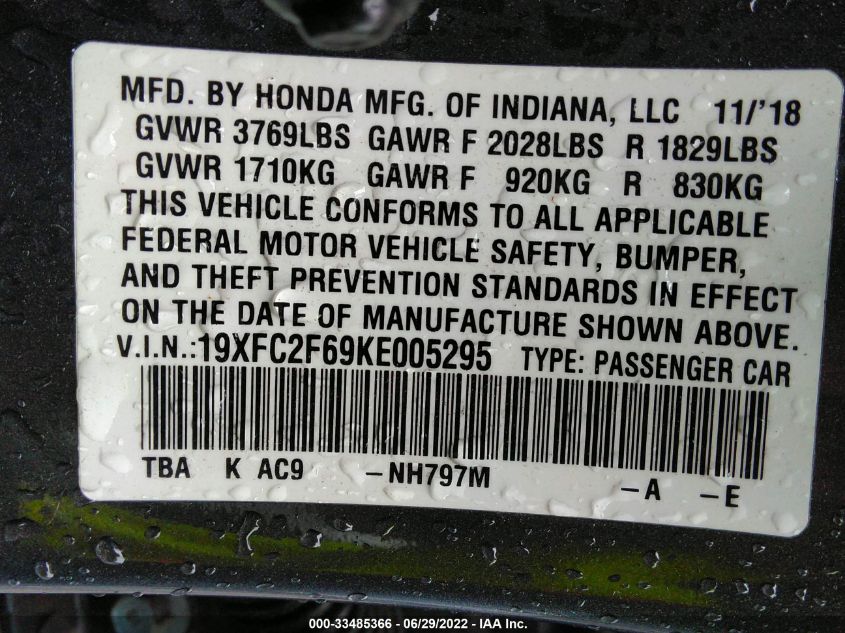 MFD. BY HONDA MFG. OF INDIANA, LLC 11/'18
GVWR 3769LBS GAWR F 2028LBS R 1829LBS
GVWR 1710KG GAWR F 920KG R 830KG
THIS VEHICLE CONFORMS TO ALL APPLICABLE
FEDERAL MOTOR VEHICLE SAFETY, BUMPER,
AND THEFT PREVENTION STANDARDS IN EFFECT
ON THE DATE OF MANUFACTURE SHOWN ABOVE.
V.I.N.:19XFC2F69KE005295 TYPE: PASSENGER CAR
TBA K AC9 -NH797M -A -E
000-33485366 - 06/29/2022 - IAA Inc.